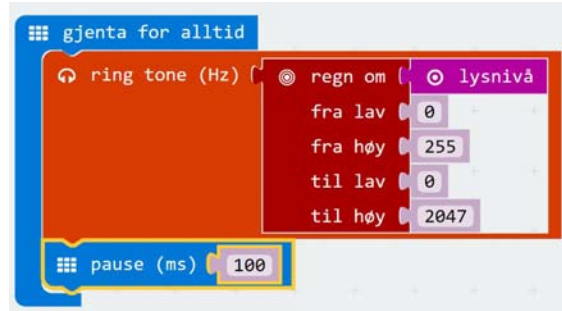 gjenta for alltid
ring tone (Hz) regn om lysnivå
fra lav 0
fra høy 255
til lav 0
til høy 2047
pause (ms) 100